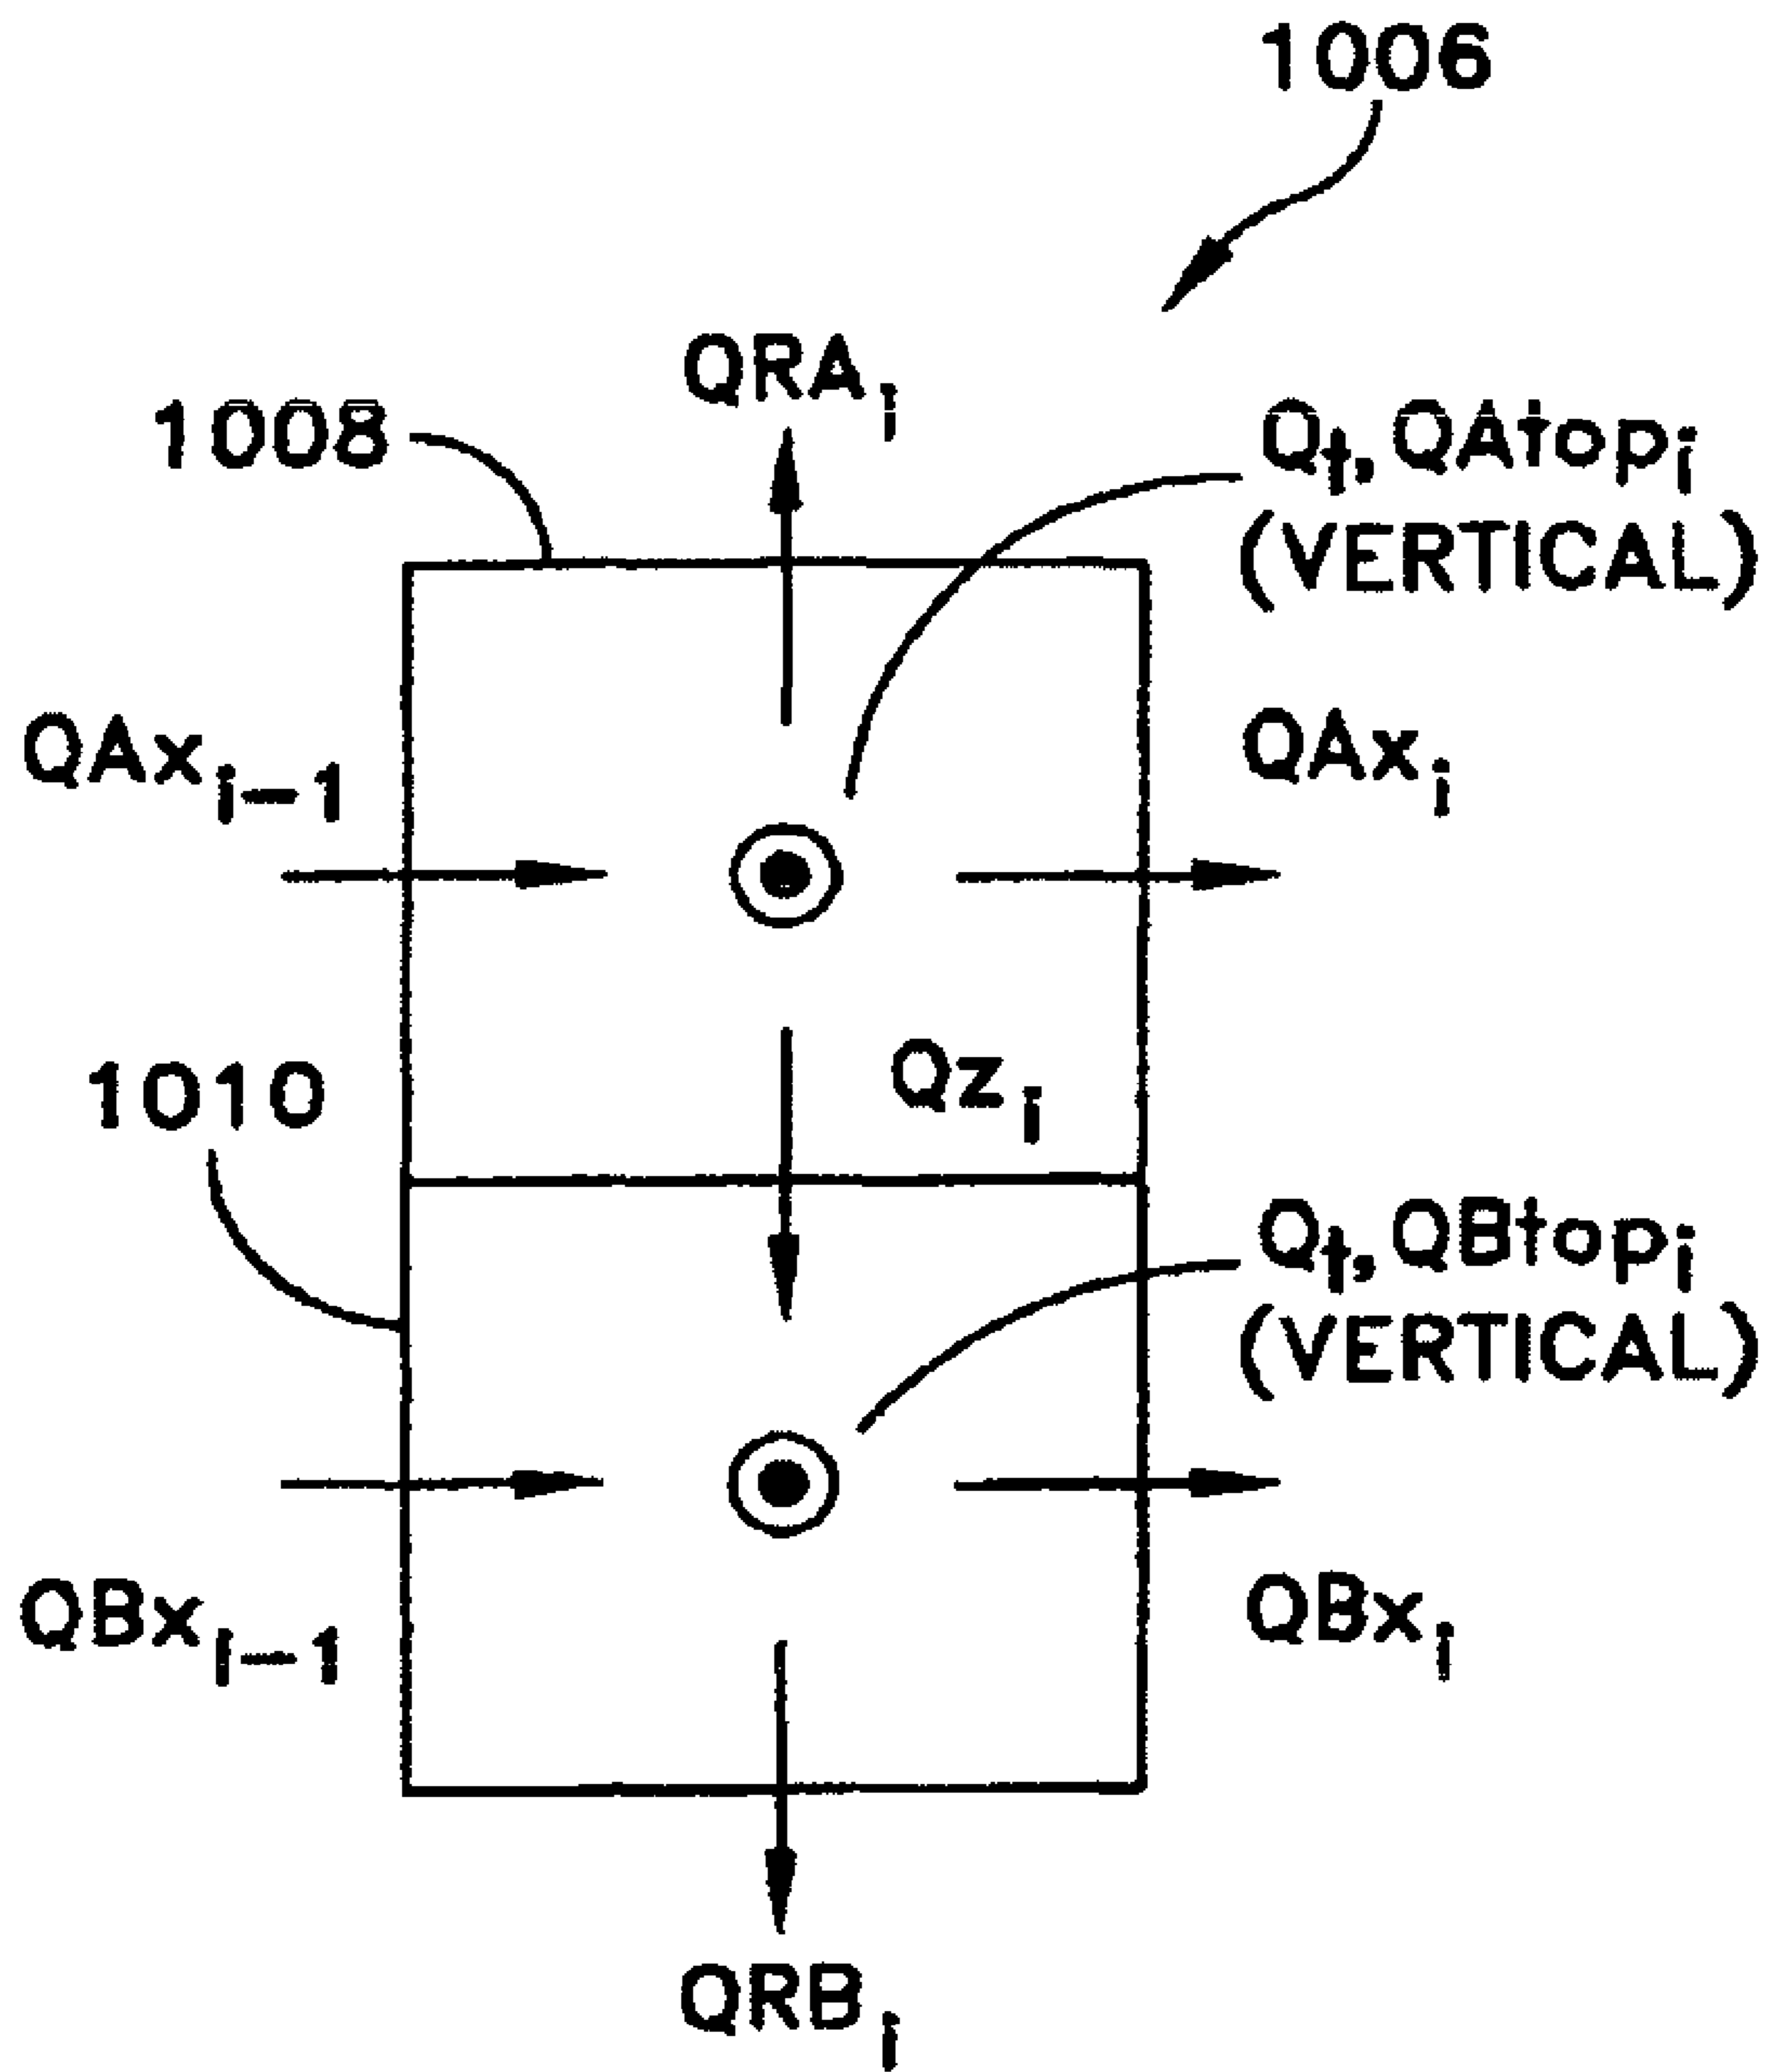 1006
QRAᵢ
1008
Qₜ,QAtopᵢ
(VERTICAL)
QAxᵢ₋₁
QAxᵢ
1010
Qzᵢ
Qₜ,QBtopᵢ
(VERTICAL)
QBxᵢ₋₁
QBxᵢ
QRBᵢ